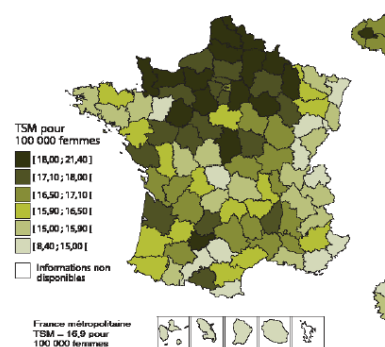 TSM pour
100 000 femmes
[18,00 ; 21,40 [
[17,10 ; 18,00 [
[16,50 ; 17,10 [
[15,90 ; 16,50 [
[15,00 ; 15,90 [
[8,40 ; 15,00 [
Informations non
disponibles
France métropolitaine
TSM = 16,9 pour
100 000 femmes